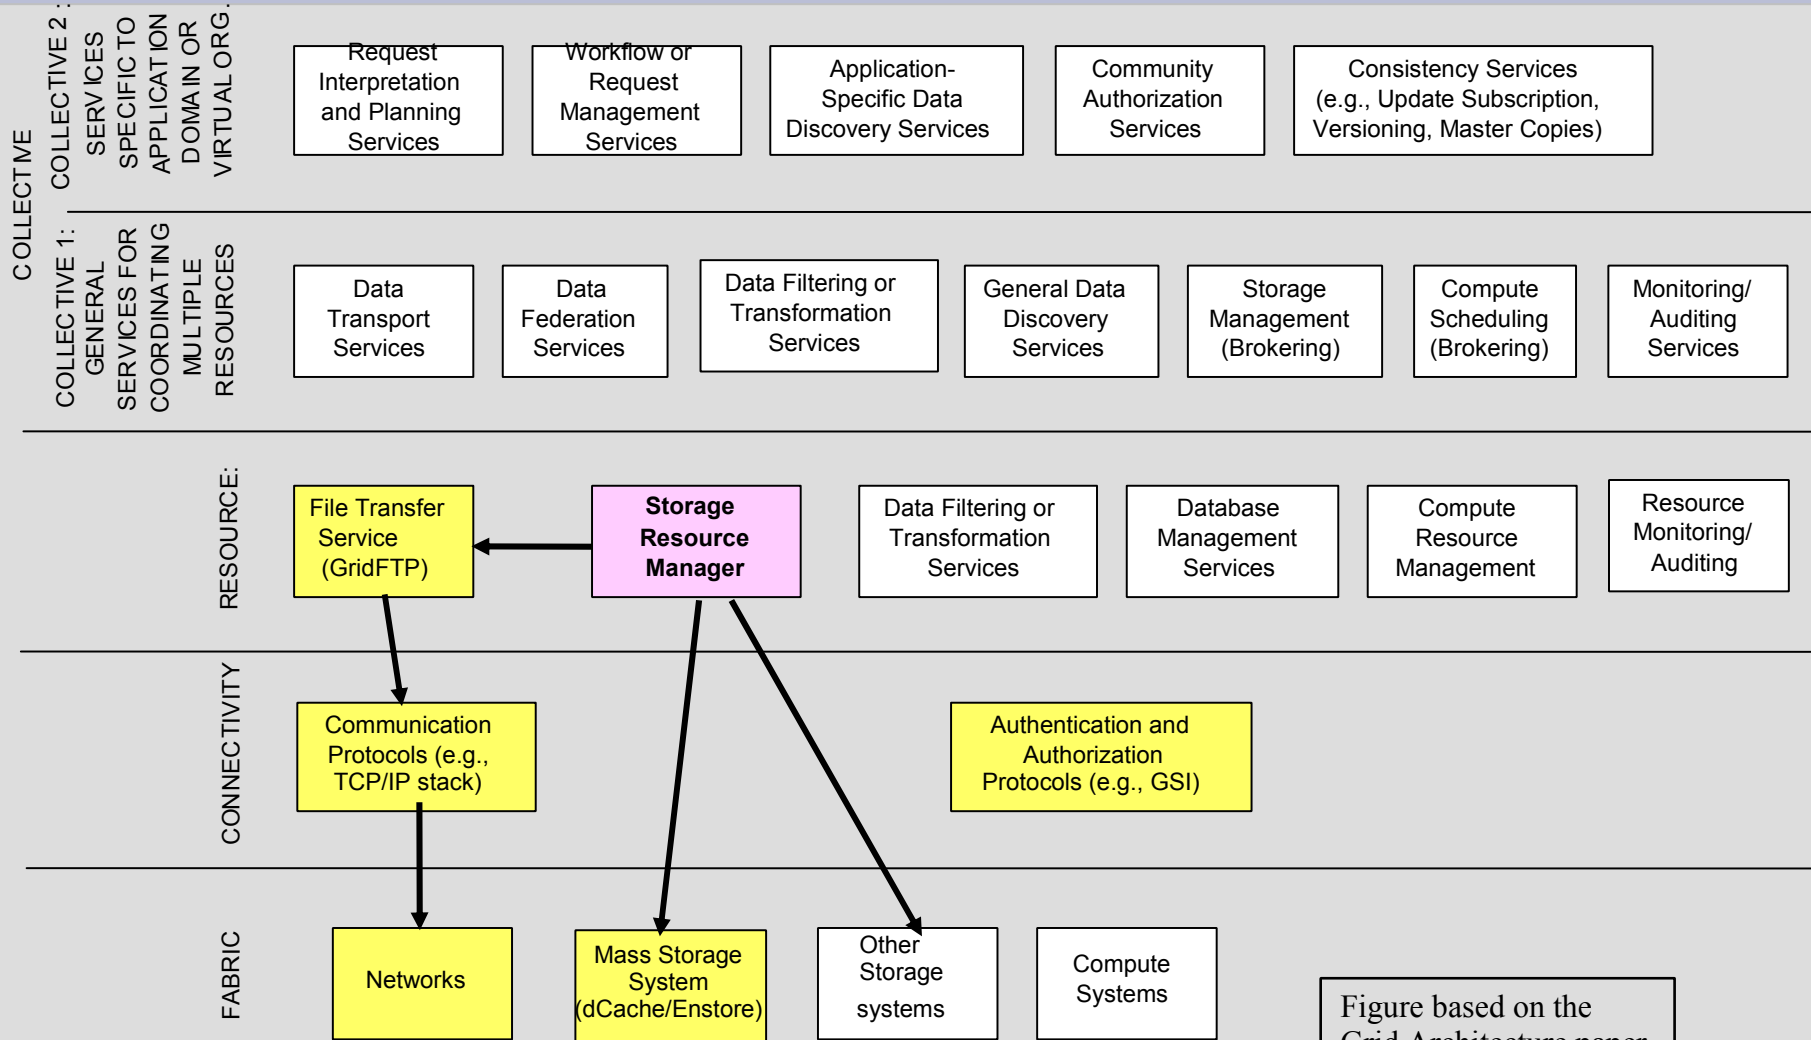 COLLECTIVE
COLLECTIVE 2 :
SERVICES
SPECIFIC TO
APPLICATION
DOMAIN OR
VIRTUAL ORG.
Request
Interpretation
and Planning
Services
Workflow or
Request
Management
Services
Application-
Specific Data
Discovery Services
Community
Authorization
Services
Consistency Services
(e.g., Update Subscription,
Versioning, Master Copies)
COLLECTIVE 1:
GENERAL
SERVICES FOR
COORDINATING
MULTIPLE
RESOURCES
Data
Transport
Services
Data
Federation
Services
Data Filtering or
Transformation
Services
General Data
Discovery
Services
Storage
Management
(Brokering)
Compute
Scheduling
(Brokering)
Monitoring/
Auditing
Services
RESOURCE:
File Transfer
Service
(GridFTP)
Storage
Resource
Manager
Data Filtering or
Transformation
Services
Database
Management
Services
Compute
Resource
Management
Resource
Monitoring/
Auditing
CONNECTIVITY
Communication
Protocols (e.g.,
TCP/IP stack)
Authentication and
Authorization
Protocols (e.g., GSI)
FABRIC
Networks
Mass Storage
System
(dCache/Enstore)
Other
Storage
systems
Compute
Systems
Figure based on the
Grid Architecture paper